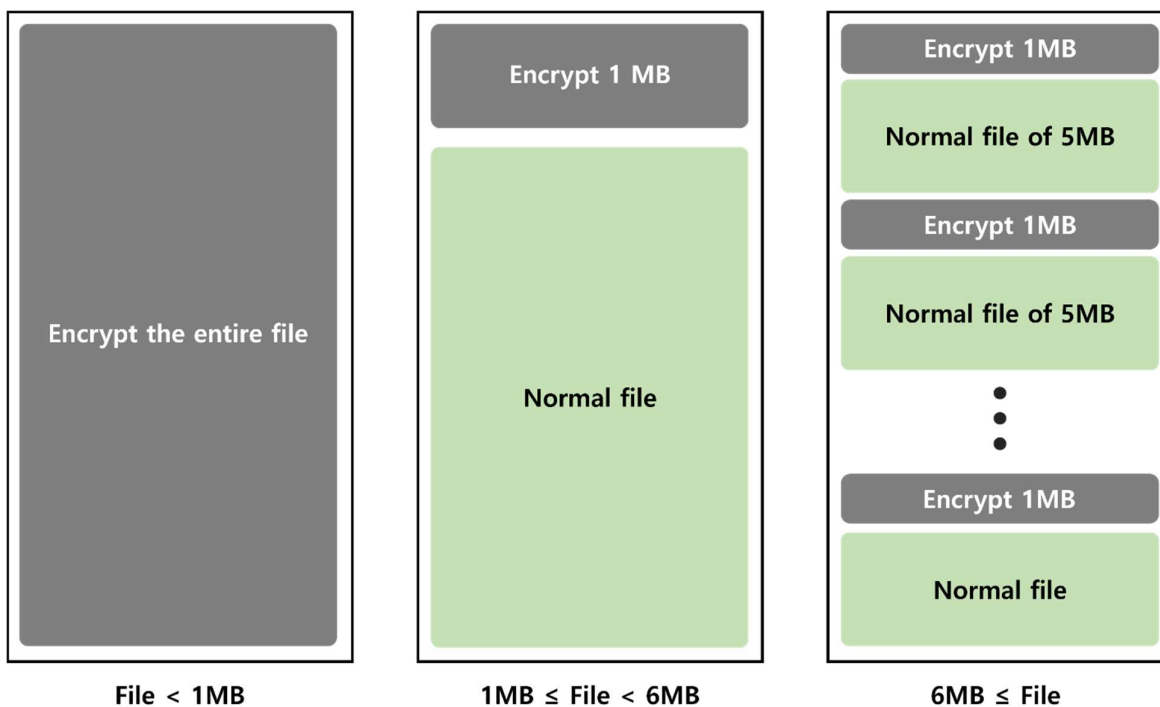 Encrypt the entire file
File < 1MB
Encrypt 1 MB
Normal file
1MB ≤ File < 6MB
Encrypt 1MB
Normal file of 5MB
Encrypt 1MB
Normal file of 5MB
Encrypt 1MB
Normal file
6MB ≤ File